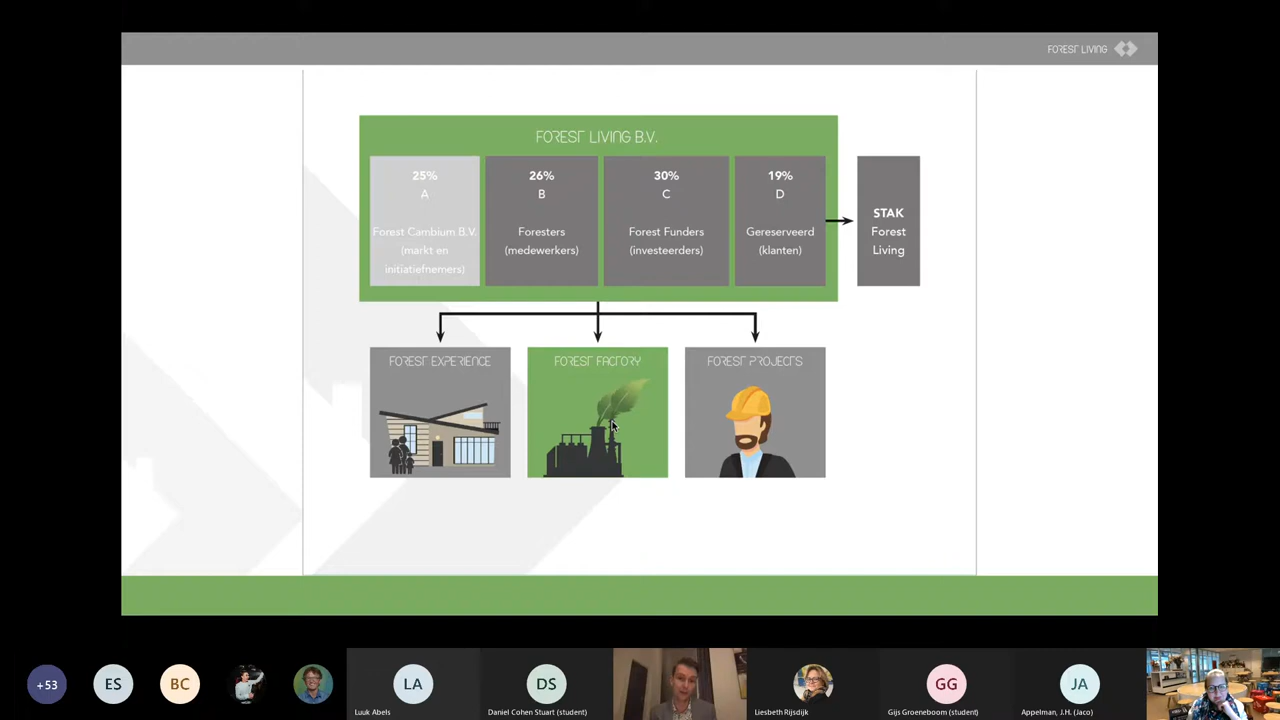 FOREST LIVING
FOREST LIVING B.V.
25%
A
Forest Cambium B.V.
(markt en
initiatiefnemers)
26%
B
Foresters
(medewerkers)
30%
C
Forest Funders
(investeerders)
19%
D
Gereserveerd
(klanten)
STAK
Forest
Living
FOREST EXPERIENCE
FOREST FACTORY
FOREST PROJECTS
+53
ES
BC
LA
Luuk Abels
DS
Daniel Cohen Stuart (student)
Liesbeth Rijsdijk
GG
Gijs Groeneboom (student)
JA
Appelman, J.H. (Jaco)